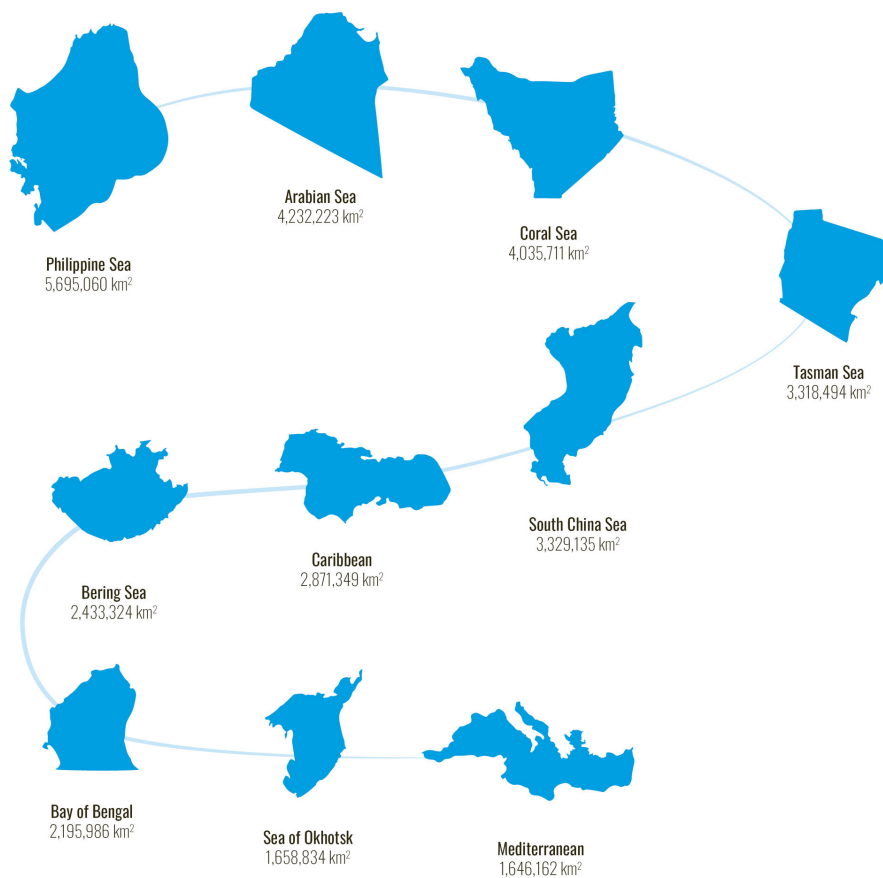 Philippine Sea
5,695,060 km²
Arabian Sea
4,232,223 km²
Coral Sea
4,035,711 km²
Tasman Sea
3,318,494 km²
South China Sea
3,329,135 km²
Caribbean
2,871,349 km²
Bering Sea
2,433,324 km²
Bay of Bengal
2,195,986 km²
Sea of Okhotsk
1,658,834 km²
Mediterranean
1,646,162 km²